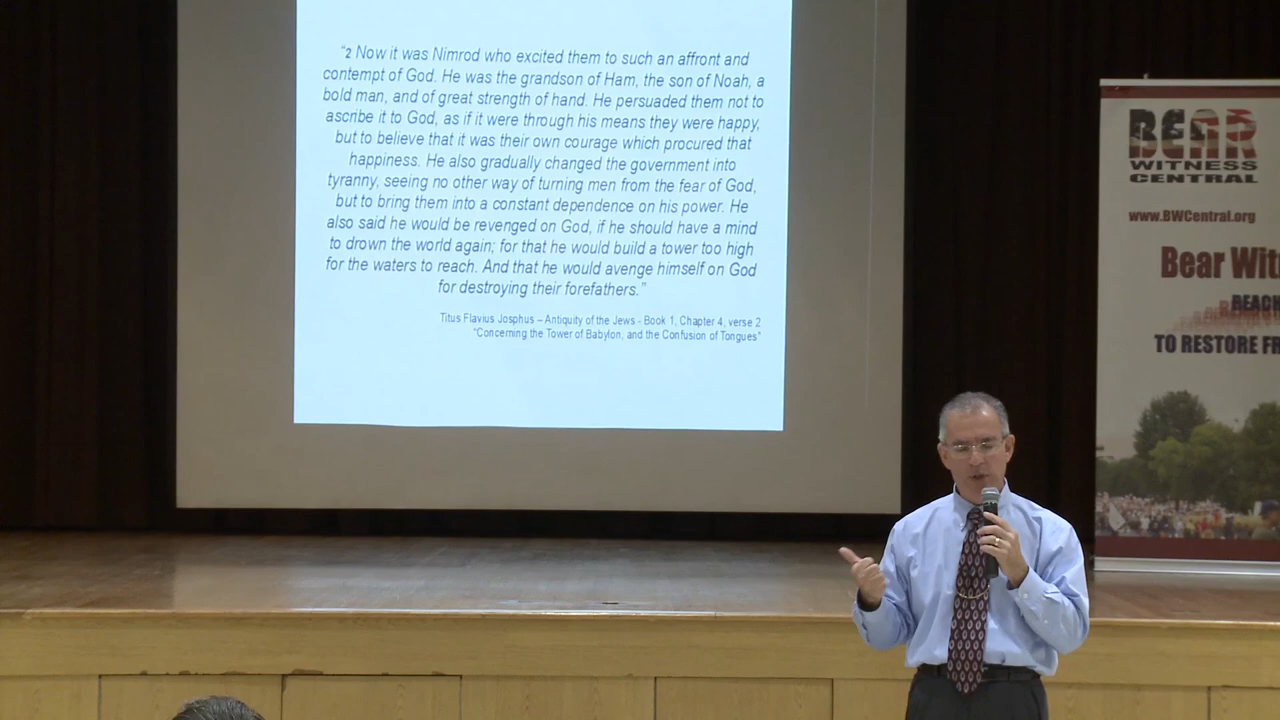 “2 Now it was Nimrod who excited them to such an affront and
contempt of God. He was the grandson of Ham, the son of Noah, a
bold man, and of great strength of hand. He persuaded them not to
ascribe it to God, as if it were through his means they were happy,
but to believe that it was their own courage which procured that
happiness. He also gradually changed the government into
tyranny, seeing no other way of turning men from the fear of God,
but to bring them into a constant dependence on his power. He
also said he would be revenged on God, if he should have a mind
to drown the world again; for that he would build a tower too high
for the waters to reach. And that he would avenge himself on God
for destroying their forefathers.”
Titus Flavius Josphus – Antiquity of the Jews - Book 1, Chapter 4, verse 2
"Concerning the Tower of Babylon, and the Confusion of Tongues"
BEAR
WITNESS
CENTRAL
www.BWCentral.org
Bear Wit
REACH
TO RESTORE FR